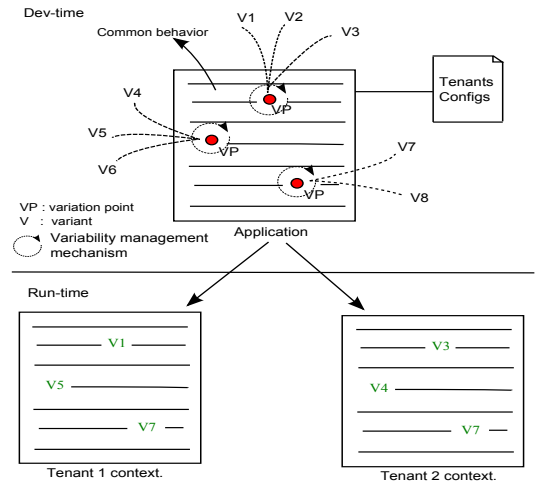 Dev-time
V1
V2
V3
Common behavior
Tenants
Configs
VP
V4
V5
V6
VP
V7
V8
VP
VP : variation point
V : variant
Variability management
mechanism
Application
Run-time
V1
V5
V7
Tenant 1 context.
V3
V4
V7
Tenant 2 context.